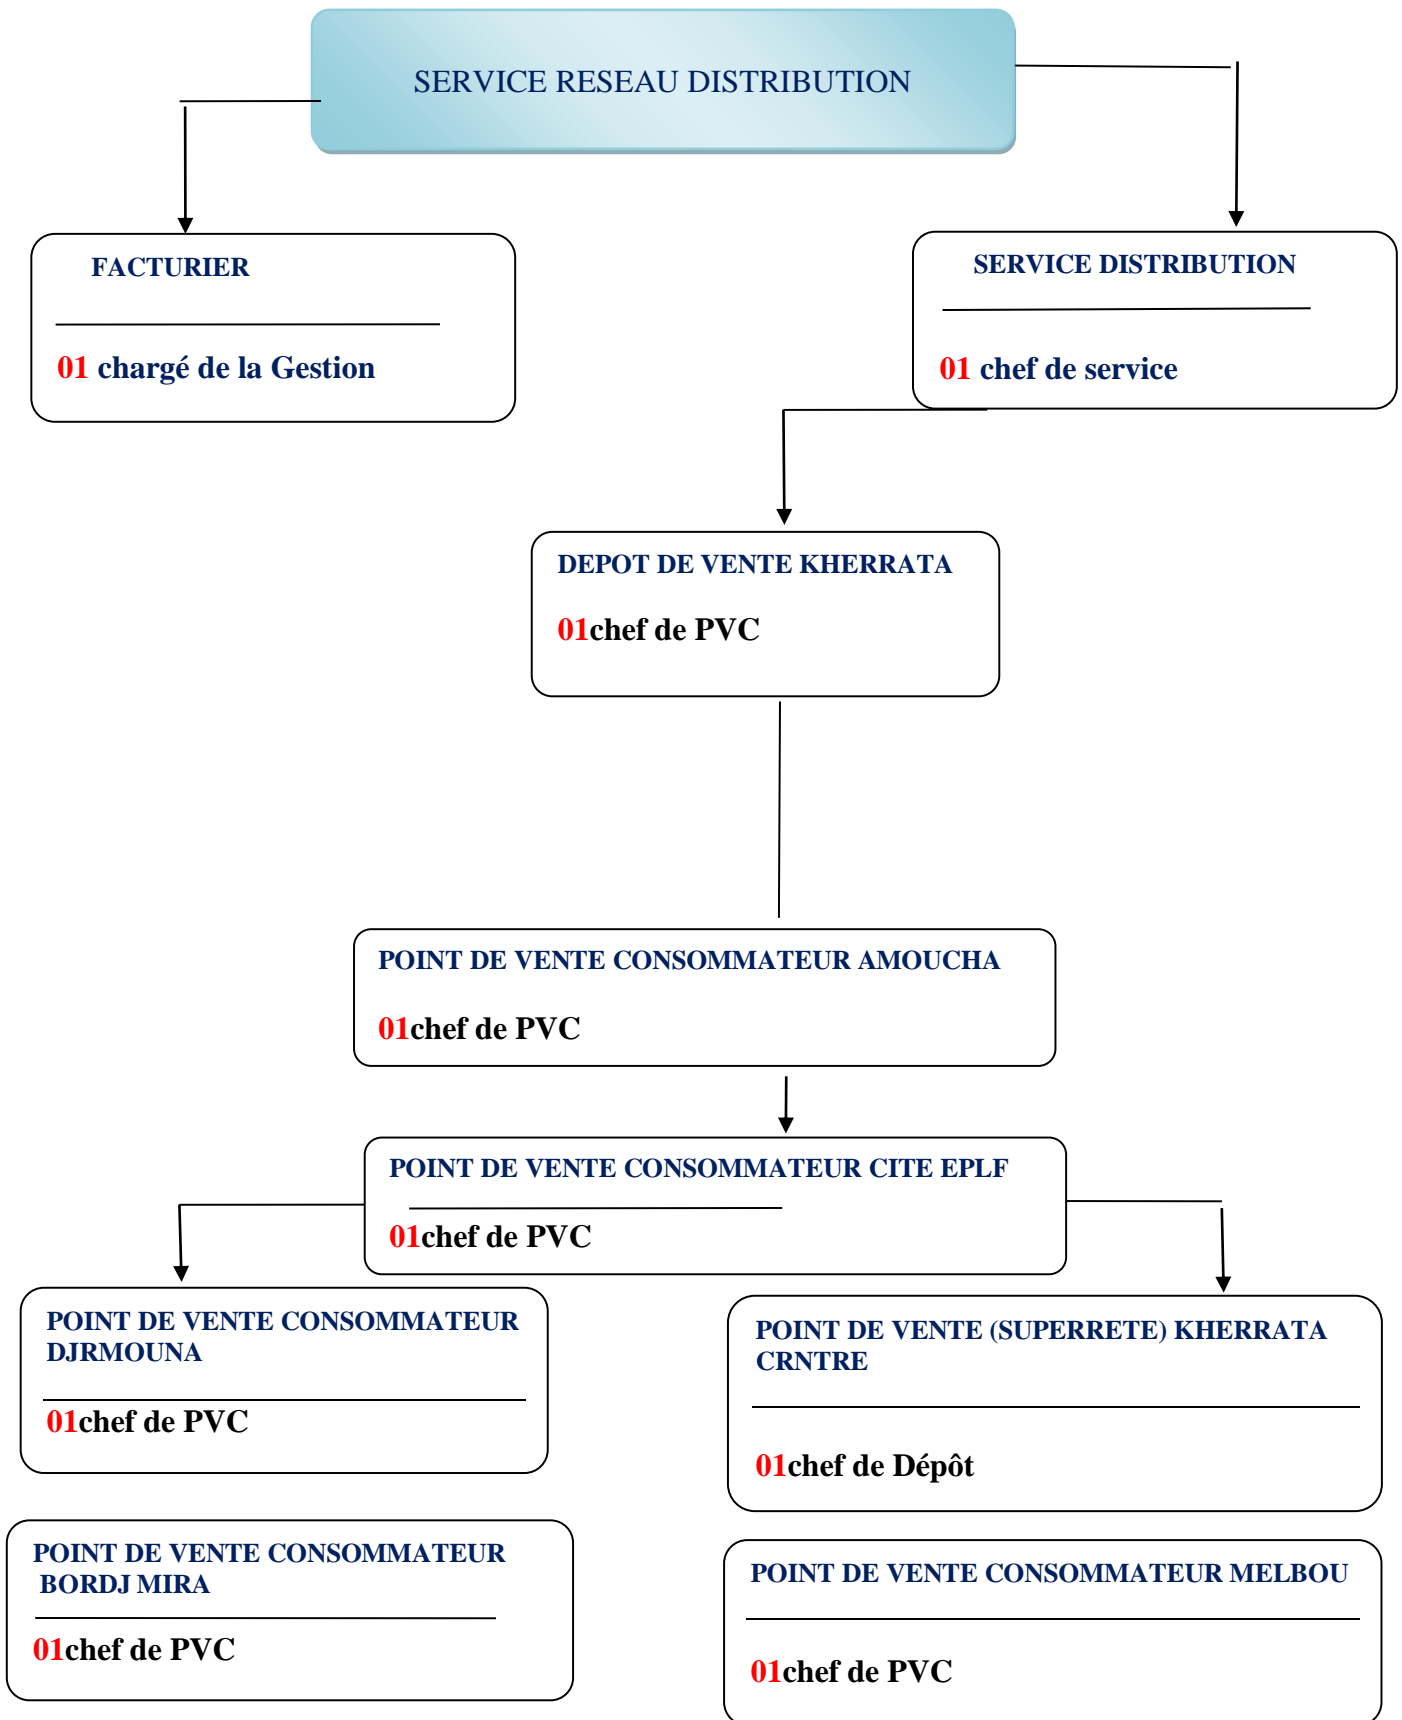 SERVICE RESEAU DISTRIBUTION
FACTURIER
01 chargé de la Gestion
SERVICE DISTRIBUTION
01 chef de service
DEPOT DE VENTE KHERRATA
01chef de PVC
POINT DE VENTE CONSOMMATEUR AMOUCHA
01chef de PVC
POINT DE VENTE CONSOMMATEUR CITE EPLF
01chef de PVC
POINT DE VENTE CONSOMMATEUR
DJRMOUNA
01chef de PVC
POINT DE VENTE (SUPERRETE) KHERRATA
CRNTRE
01chef de Dépôt
POINT DE VENTE CONSOMMATEUR
BORDJ MIRA
01chef de PVC
POINT DE VENTE CONSOMMATEUR MELBOU
01chef de PVC